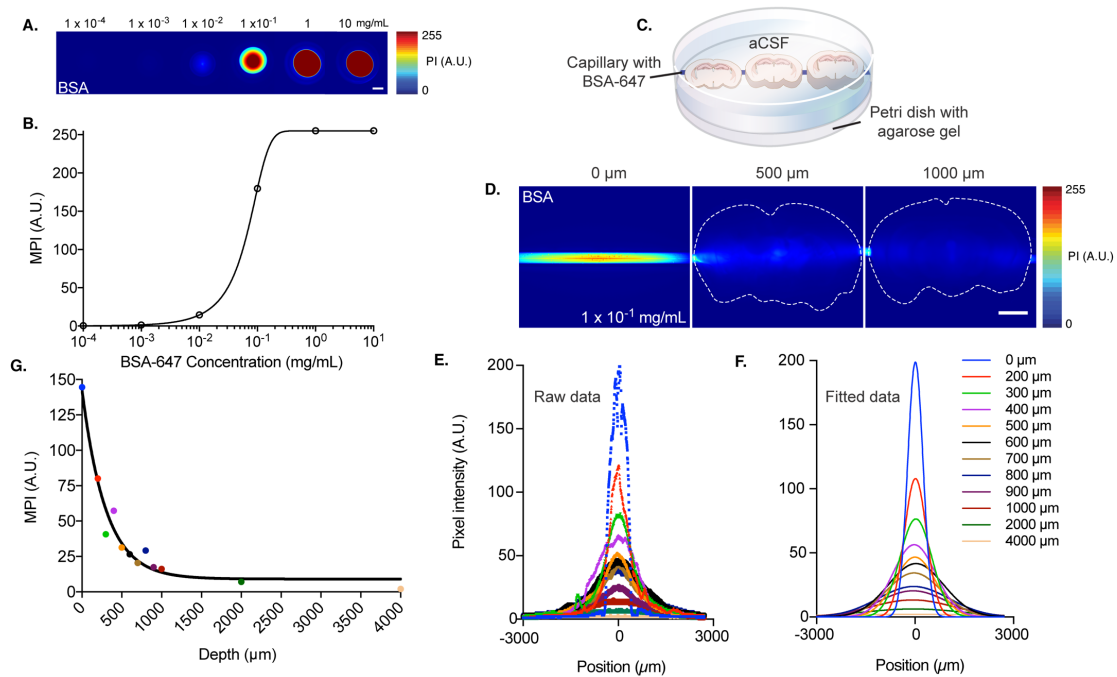 A.
1 x 10-4 1 x 10-3 1 x 10-2 1 x10-1 1 10 mg/mL
BSA
255
PI (A.U.)
0
B.
250
200
150
100
50
0
MPI (A.U.)
10-4 10-3 10-2 10-1 100 101
BSA-647 Concentration (mg/mL)
C.
aCSF
Capillary with
BSA-647
Petri dish with
agarose gel
D.
0 µm 500 µm 1000 µm
BSA
1 x 10-1 mg/mL
255
PI (A.U.)
0
G.
150
125
100
75
50
25
0
MPI (A.U.)
0 500 1000 1500 2000 2500 3000 3500 4000
Depth (µm)
E.
Raw data
200
150
100
50
0
Pixel intensity (A.U.)
-3000 0 3000
Position (µm)
F.
Fitted data
200
150
100
50
0
-3000 0 3000
Position (µm)
0 µm
200 µm
300 µm
400 µm
500 µm
600 µm
700 µm
800 µm
900 µm
1000 µm
2000 µm
4000 µm